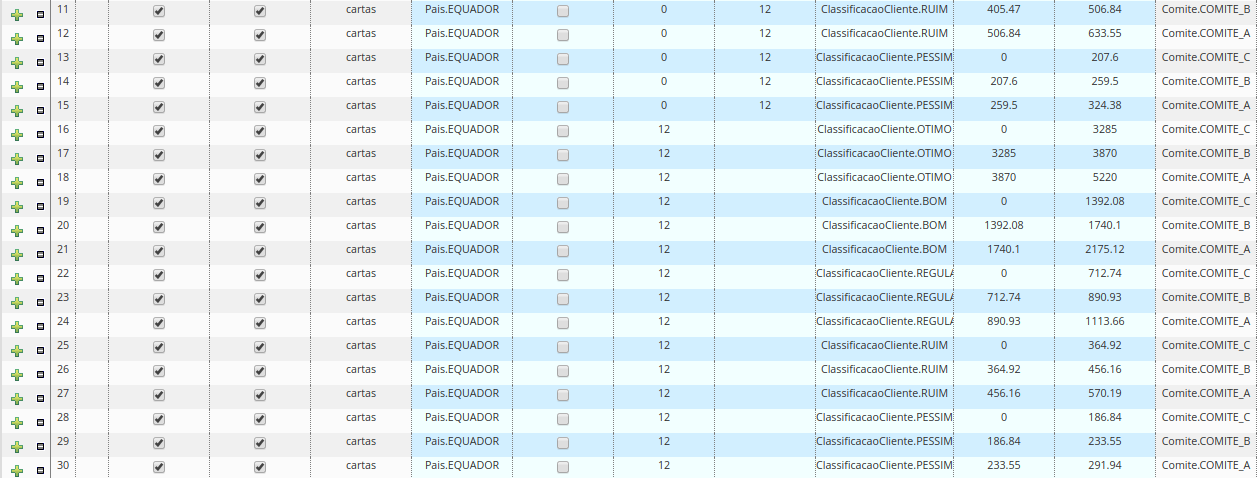 11 cartas Pais.EQUADOR 0 12 ClassificacaoCliente.RUIM 405.47 506.84 Comite.COMITE_B
12 cartas Pais.EQUADOR 0 12 ClassificacaoCliente.RUIM 506.84 633.55 Comite.COMITE_A
13 cartas Pais.EQUADOR 0 12 ClassificacaoCliente.PESSIM 0 207.6 Comite.COMITE_C
14 cartas Pais.EQUADOR 0 12 ClassificacaoCliente.PESSIM 207.6 259.5 Comite.COMITE_B
15 cartas Pais.EQUADOR 0 12 ClassificacaoCliente.PESSIM 259.5 324.38 Comite.COMITE_A
16 cartas Pais.EQUADOR 12 ClassificacaoCliente.OTIMO 0 3285 Comite.COMITE_C
17 cartas Pais.EQUADOR 12 ClassificacaoCliente.OTIMO 3285 3870 Comite.COMITE_B
18 cartas Pais.EQUADOR 12 ClassificacaoCliente.OTIMO 3870 5220 Comite.COMITE_A
19 cartas Pais.EQUADOR 12 ClassificacaoCliente.BOM 0 1392.08 Comite.COMITE_C
20 cartas Pais.EQUADOR 12 ClassificacaoCliente.BOM 1392.08 1740.1 Comite.COMITE_B
21 cartas Pais.EQUADOR 12 ClassificacaoCliente.BOM 1740.1 2175.12 Comite.COMITE_A
22 cartas Pais.EQUADOR 12 ClassificacaoCliente.REGULA 0 712.74 Comite.COMITE_C
23 cartas Pais.EQUADOR 12 ClassificacaoCliente.REGULA 712.74 890.93 Comite.COMITE_B
24 cartas Pais.EQUADOR 12 ClassificacaoCliente.REGULA 890.93 1113.66 Comite.COMITE_A
25 cartas Pais.EQUADOR 12 ClassificacaoCliente.RUIM 0 364.92 Comite.COMITE_C
26 cartas Pais.EQUADOR 12 ClassificacaoCliente.RUIM 364.92 456.16 Comite.COMITE_B
27 cartas Pais.EQUADOR 12 ClassificacaoCliente.RUIM 456.16 570.19 Comite.COMITE_A
28 cartas Pais.EQUADOR 12 ClassificacaoCliente.PESSIM 0 186.84 Comite.COMITE_C
29 cartas Pais.EQUADOR 12 ClassificacaoCliente.PESSIM 186.84 233.55 Comite.COMITE_B
30 cartas Pais.EQUADOR 12 ClassificacaoCliente.PESSIM 233.55 291.94 Comite.COMITE_A